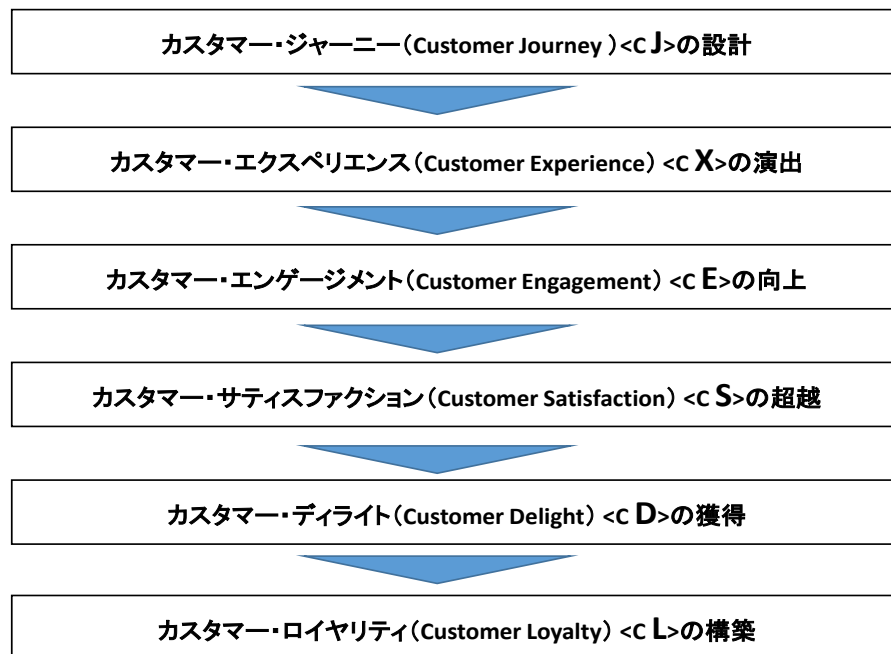 カスタマー・ジャーニー(Customer Journey )<C J>の設計
カスタマー・エクスペリエンス(Customer Experience) <C X>の演出
カスタマー・エンゲージメント(Customer Engagement) <C E>の向上
カスタマー・サティスファクション(Customer Satisfaction) <C S>の超越
カスタマー・ディライト(Customer Delight) <C D>の獲得
カスタマー・ロイヤリティ(Customer Loyalty) <C L>の構築